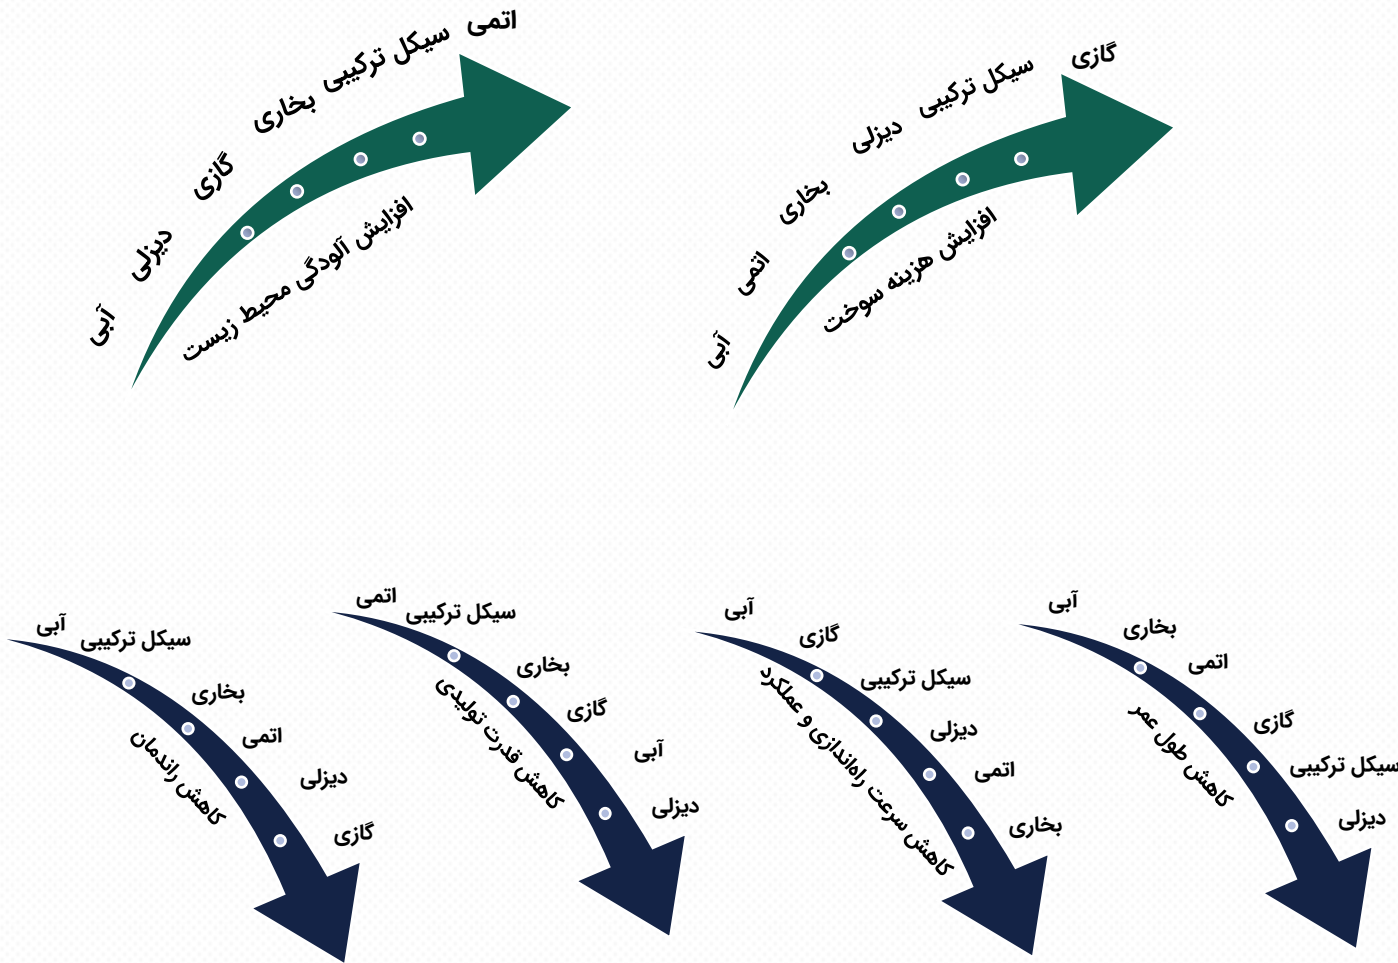 آبی
دیزلی
گازی
بخاری
سیکل ترکیبی
اتمی
افزایش آلودگی محیط زیست
آبی
اتمی
بخاری
دیزلی
سیکل ترکیبی
گازی
افزایش هزینه سوخت
آبی
سیکل ترکیبی
بخاری
اتمی
دیزلی
گازی
کاهش راندمان
اتمی
سیکل ترکیبی
بخاری
گازی
آبی
دیزلی
کاهش قدرت تولیدی
آبی
گازی
سیکل ترکیبی
دیزلی
اتمی
بخاری
کاهش سرعت راه‌اندازی و عملکرد
آبی
بخاری
اتمی
گازی
سیکل ترکیبی
دیزلی
کاهش طول عمر